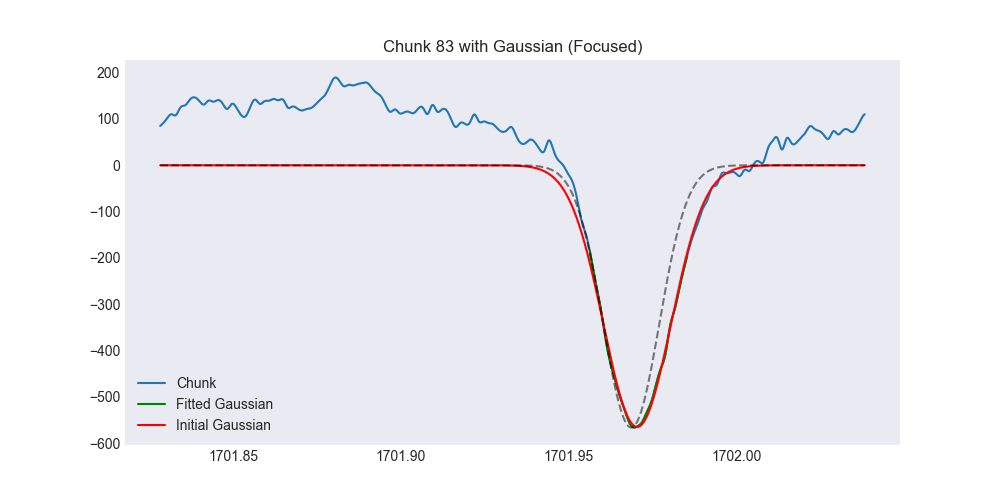 Chunk 83 with Gaussian (Focused)
200
100
0
−100
−200
−300
−400
−500
−600
Chunk
Fitted Gaussian
Initial Gaussian
1701.85 1701.90 1701.95 1702.00